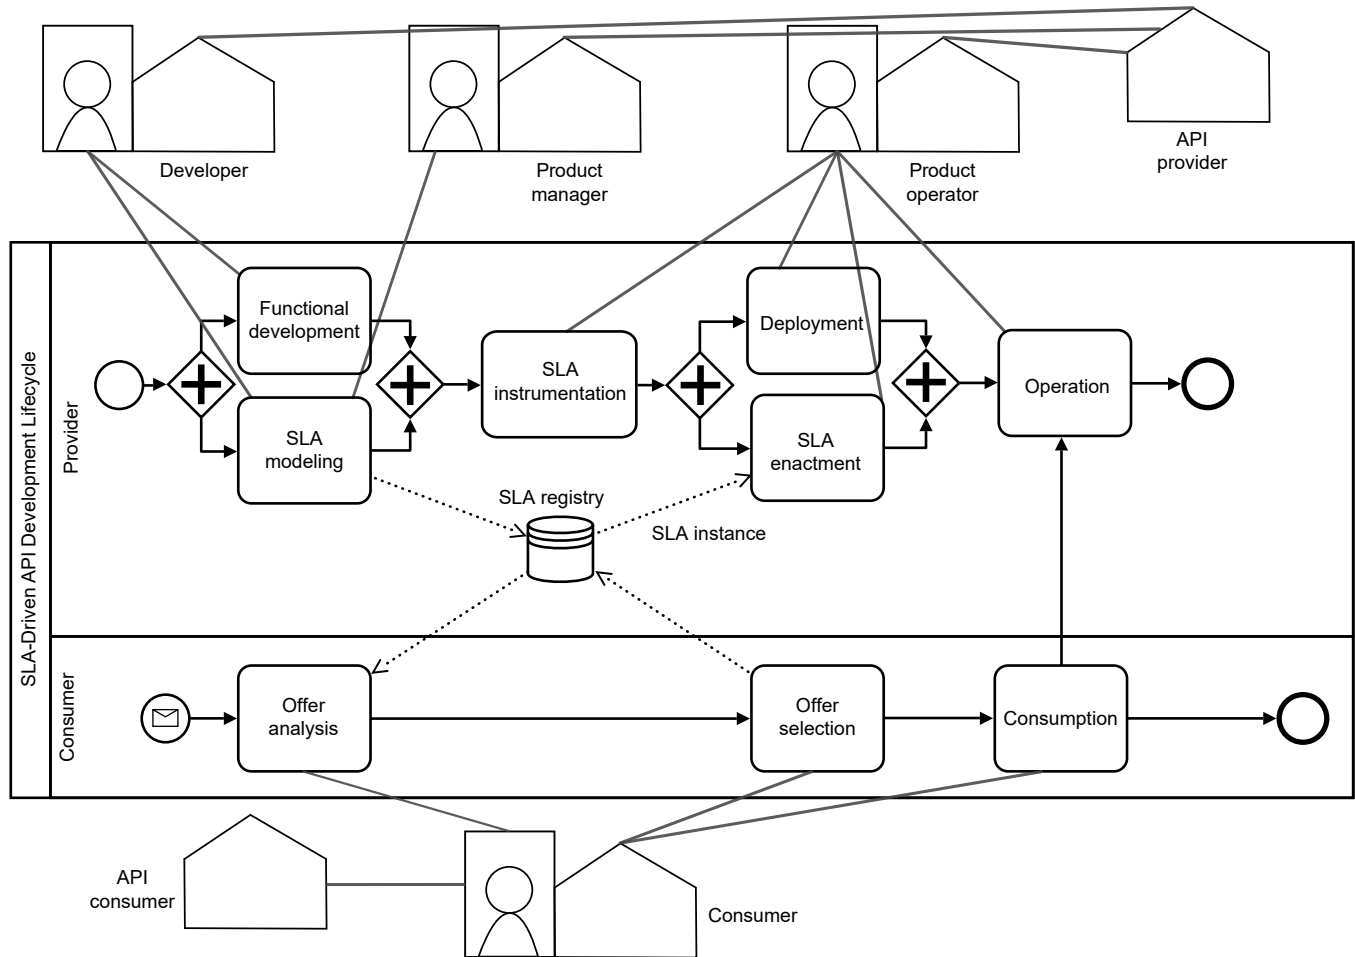 Developer
Product
manager
Product
operator
API
provider
SLA-Driven API Development Lifecycle
Provider
Functional
development
SLA
modeling
SLA
instrumentation
Deployment
SLA
enactment
Operation
SLA registry
SLA instance
Consumer
Offer
analysis
Offer
selection
Consumption
API
consumer
Consumer